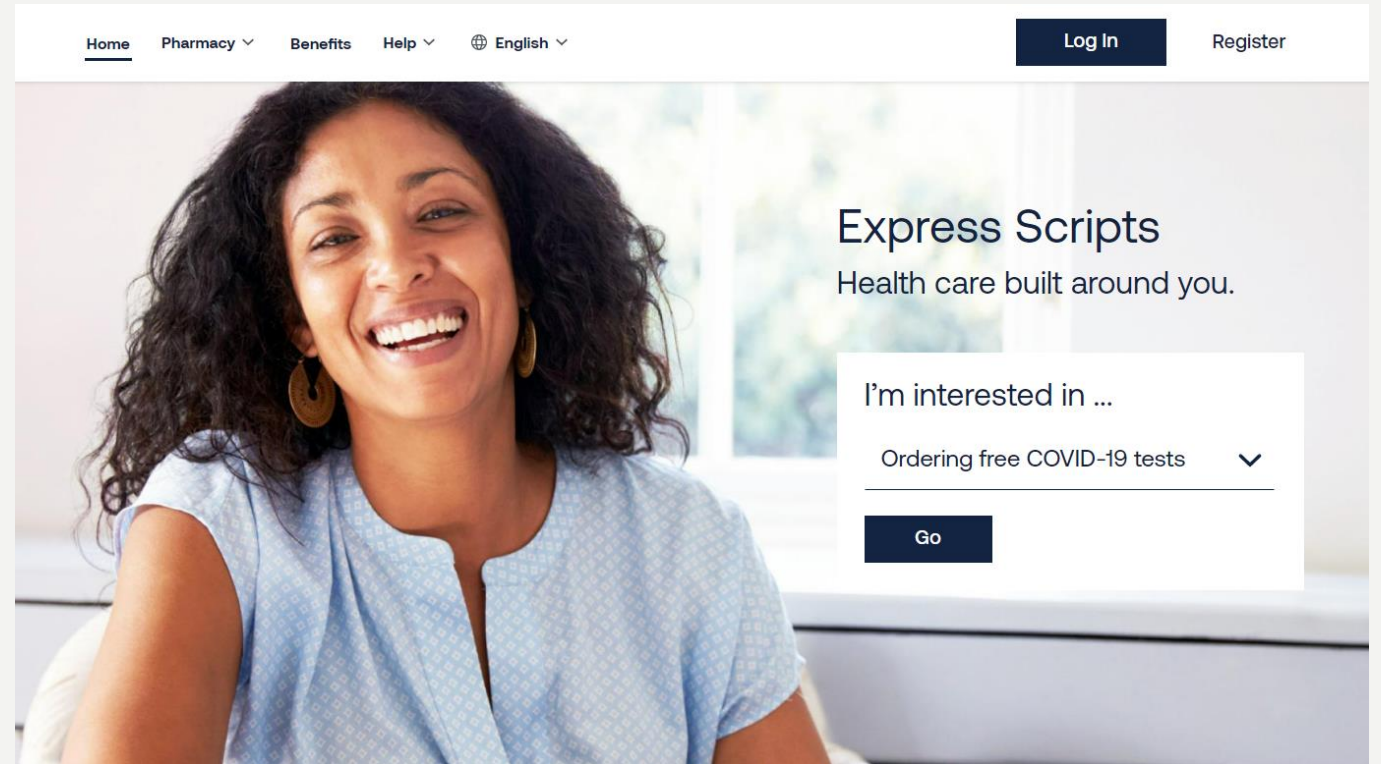 Home Pharmacy Benefits Help English Log In Register
Express Scripts
Health care built around you.
I'm interested in ...
Ordering free COVID-19 tests
Go